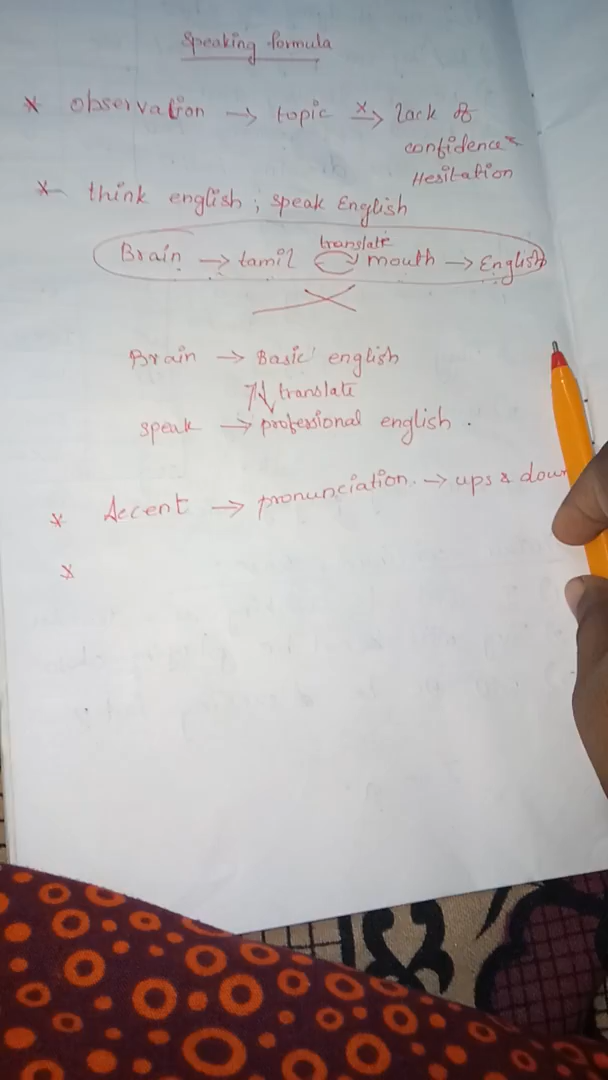 Speaking formula
* observation → topic x→ lack of
confidence &
Hesitation
* think english ; speak English
translate
Brain → tamil mouth → English
Brain → Basic english
translate
speak → professional english .
* Accent → pronunciation. → ups & down
*